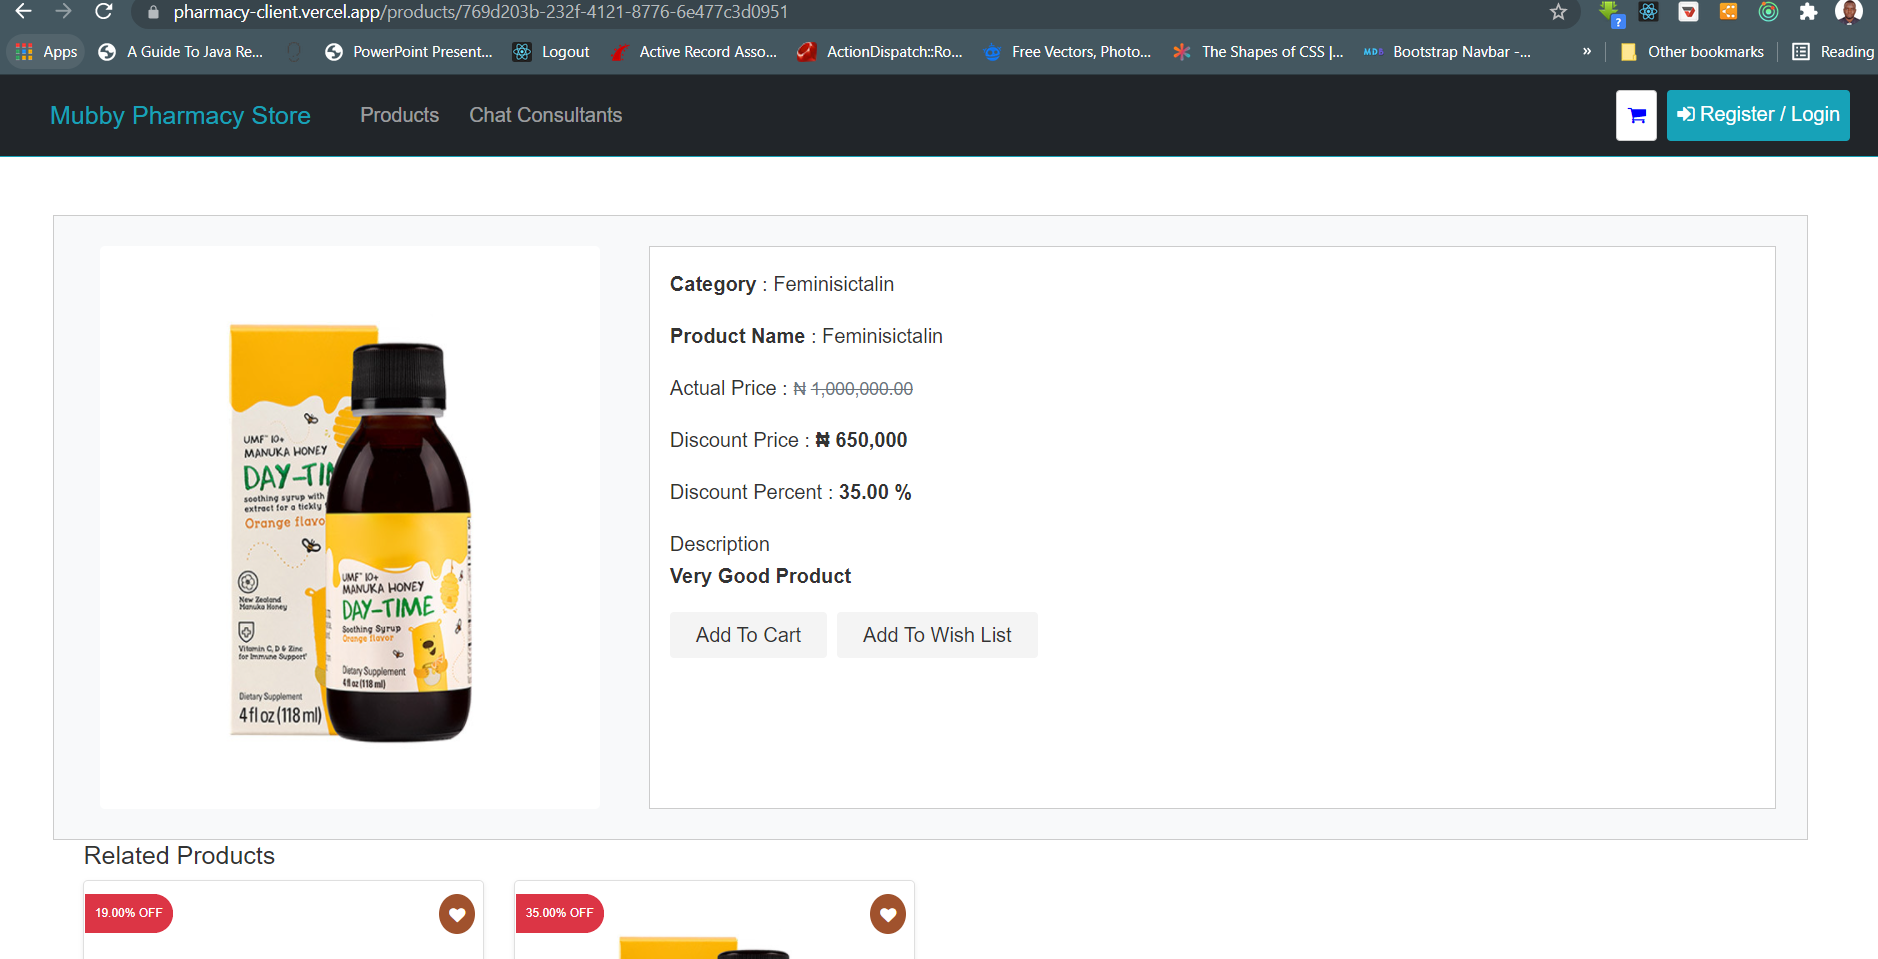 pharmacy-client.vercel.app/products/769d203b-232f-4121-8776-6e477c3d0951
?
Apps
A Guide To Java Re...
PowerPoint Present...
Logout
Active Record Asso...
ActionDispatch::Ro...
Free Vectors, Photo...
The Shapes of CSS |...
MDB
Bootstrap Navbar -...
»
Other bookmarks
Reading
Mubby Pharmacy Store
Products
Chat Consultants
Register / Login
UMF™ 10+
MANUKA HONEY
DAY-TI
soothing syrup with
extract for a tickly
Orange flavo
New Zealand
Manuka Honey
Vitamin C, D & Zinc
for Immune Support*
Dietary Supplement
4 fl oz (118 ml)
UMF™ 10+
MANUKA HONEY
DAY-TIME
Soothing Syrup
Orange flavor
Dietary Supplement
4 fl oz (118 ml)
Category : Feminisictalin
Product Name : Feminisictalin
Actual Price : ₦ 1,000,000.00
Discount Price : ₦ 650,000
Discount Percent : 35.00 %
Description
Very Good Product
Add To Cart
Add To Wish List
Related Products
19.00% OFF
35.00% OFF